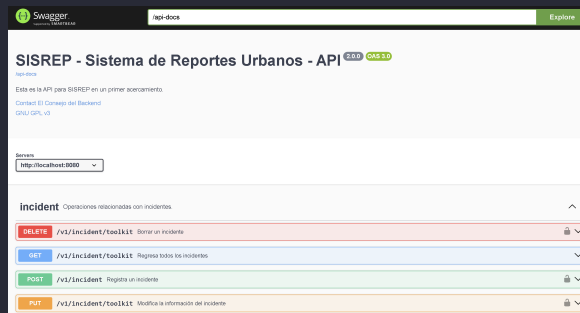 Swagger
Supported by SMARTBEAR
/api-docs
Explore
SISREP - Sistema de Reportes Urbanos - API 2.0.0 OAS 3.0
/api-docs
Esta es la API para SISREP en un primer acercamiento.
Contact El Consejo del Backend
GNU GPL v3
Servers
http://localhost:8080
incident Operaciones relacionadas con incidentes.
DELETE /v1/incident/toolkit Borrar un incidente
GET /v1/incident/toolkit Regresa todos los incidentes
POST /v1/incident Registra un incidente
PUT /v1/incident/toolkit Modifica la información del incidente